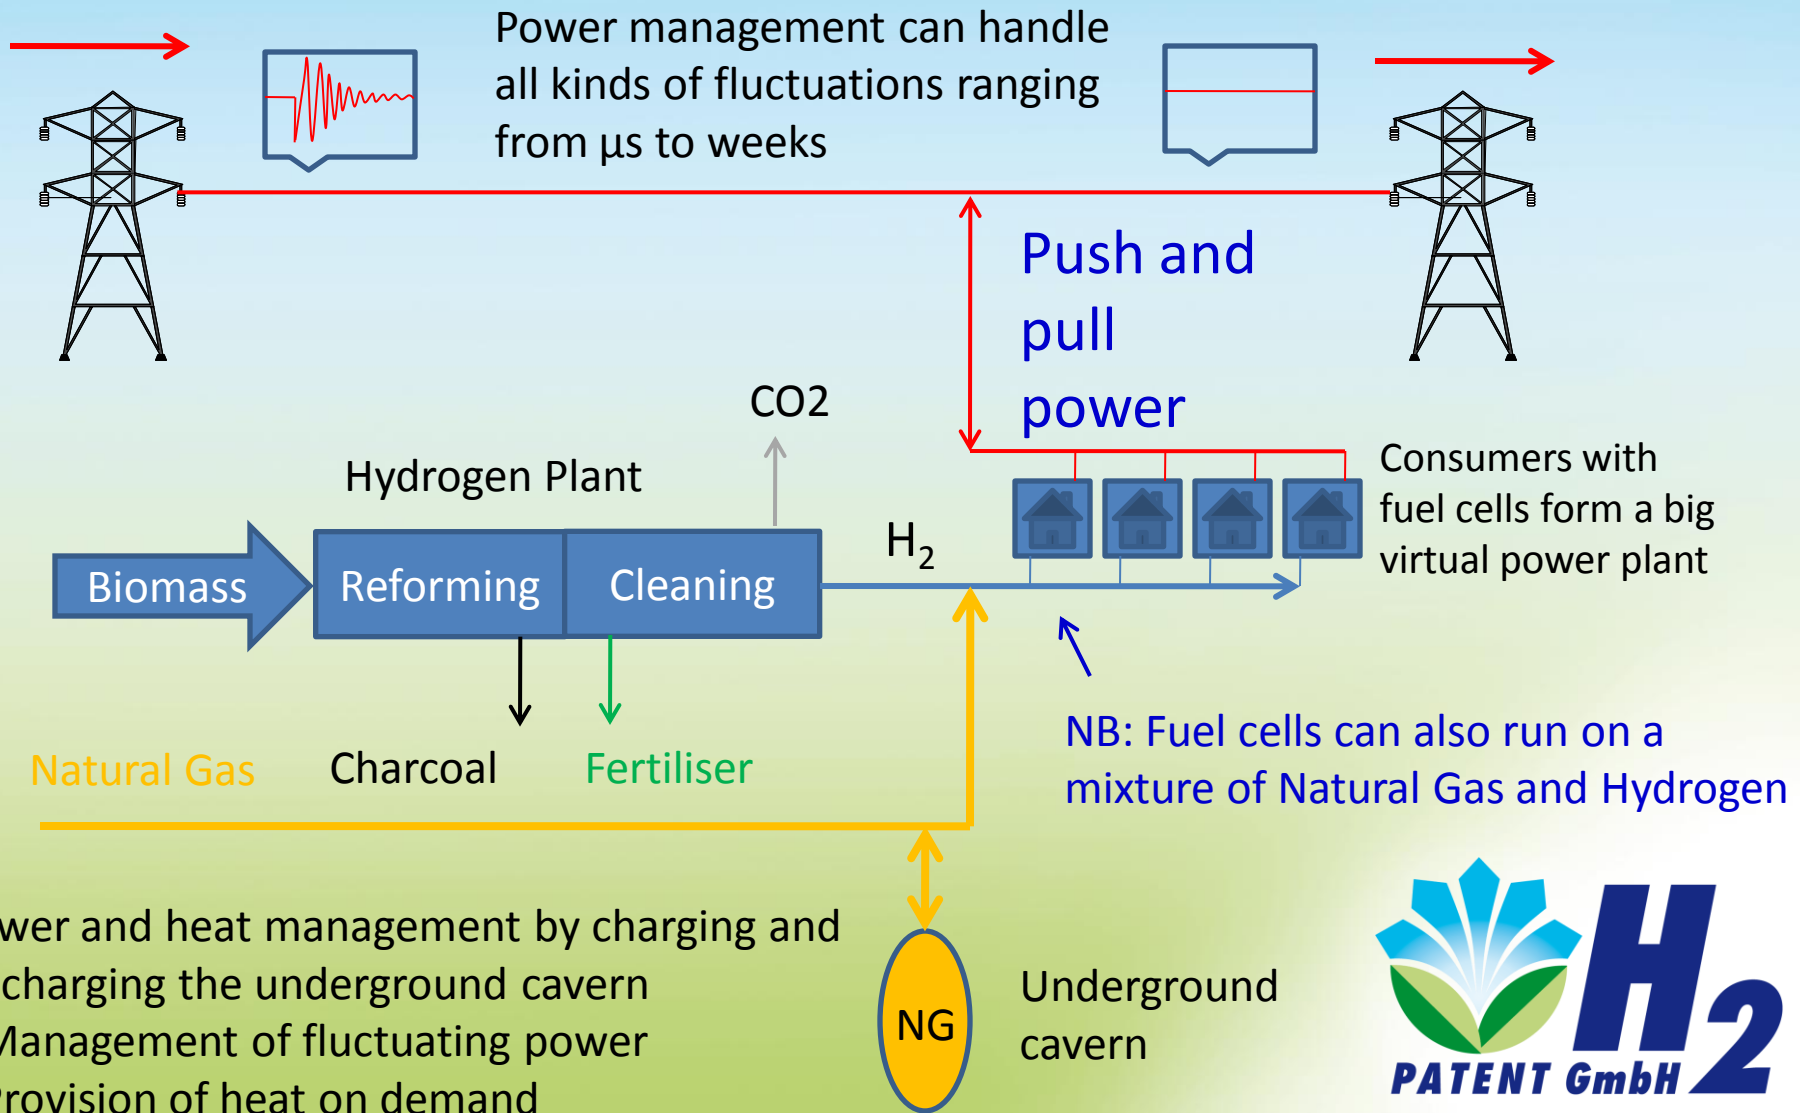 Power management can handle
all kinds of fluctuations ranging
from µs to weeks
Push and
pull
power
CO2
Hydrogen Plant
Consumers with
fuel cells form a big
virtual power plant
H2
Biomass
Reforming
Cleaning
NB: Fuel cells can also run on a
mixture of Natural Gas and Hydrogen
Natural Gas
Charcoal
Fertiliser
wer and heat management by charging and
charging the underground cavern
Management of fluctuating power
Provision of heat on demand
NG
Underground
cavern
H2
PATENT GmbH